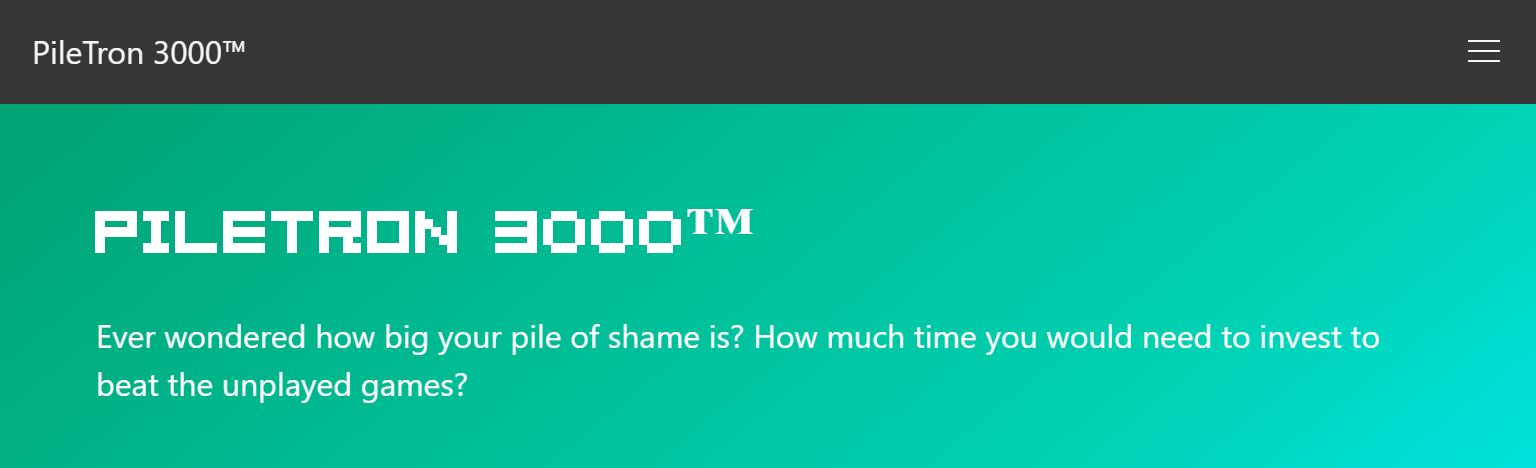 PileTron 3000™
PILETRON 3000™
Ever wondered how big your pile of shame is? How much time you would need to invest to
beat the unplayed games?